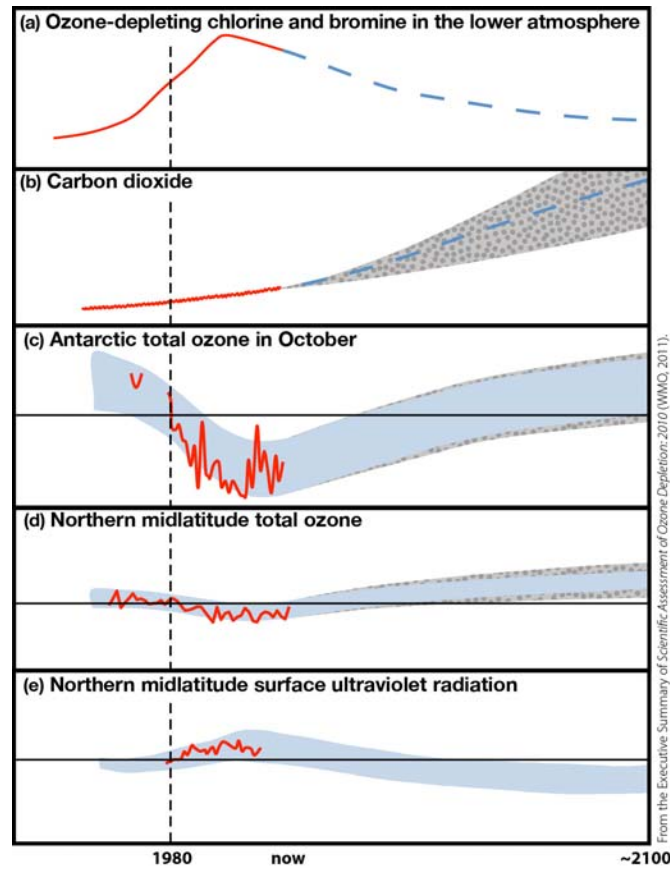 (a) Ozone-depleting chlorine and bromine in the lower atmosphere
(b) Carbon dioxide
(c) Antarctic total ozone in October
(d) Northern midlatitude total ozone
(e) Northern midlatitude surface ultraviolet radiation
1980 now ~2100
From the Executive Summary of Scientific Assessment of Ozone Depletion: 2010 (WMO, 2011).